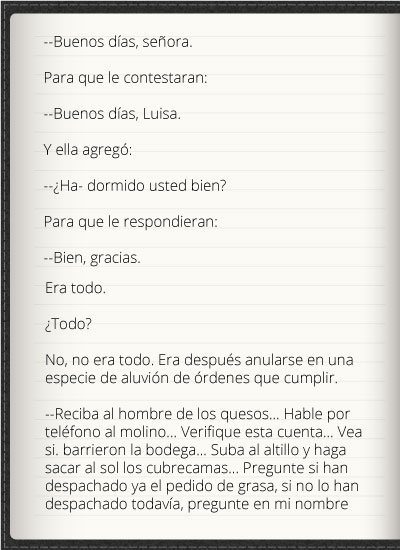 --Buenos días, señora.
Para que le contestaran:
--Buenos días, Luisa.
Y ella agregó:
--¿Ha- dormido usted bien?
Para que le respondieran:
--Bien, gracias.
Era todo.
¿Todo?
No, no era todo. Era después anularse en una
especie de aluvión de órdenes que cumplir.
--Reciba al hombre de los quesos... Hable por
teléfono al molino... Verifique esta cuenta... Vea
si. barrieron la bodega... Suba al altillo y haga
sacar al sol los cubrecamas... Pregunte si han
despachado ya el pedido de grasa, si no lo han
despachado todavía, pregunte en mi nombre